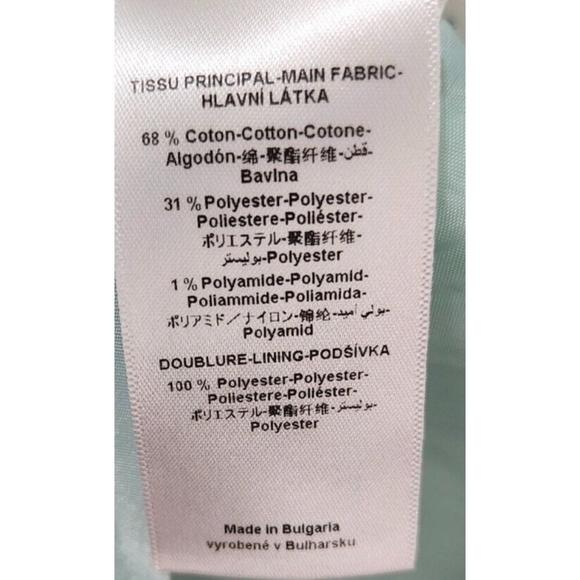 TISSU PRINCIPAL-MAIN FABRIC-
HLAVNÍ LÁTKA
68 % Coton-Cotton-Cotone-
Algodón-绵-聚酯纤维-قطن-
Bavlna
31 % Polyester-Polyester-
Poliestere-Poliéster-
ポリエステル-聚酯纤维-
بوليستر-Polyester
1 % Polyamide-Polyamid-
Poliammide-Poliamida-
ポリアミド／ナイロン-锦纶-بولي أميد-
Polyamid
DOUBLURE-LINING-PODŠÍVKA
100 % Polyester-Polyester-
Poliestere-Poliéster-
ポリエステル-聚酯纤维-بوليستر-
Polyester
Made in Bulgaria
vyrobené v Bulharsku